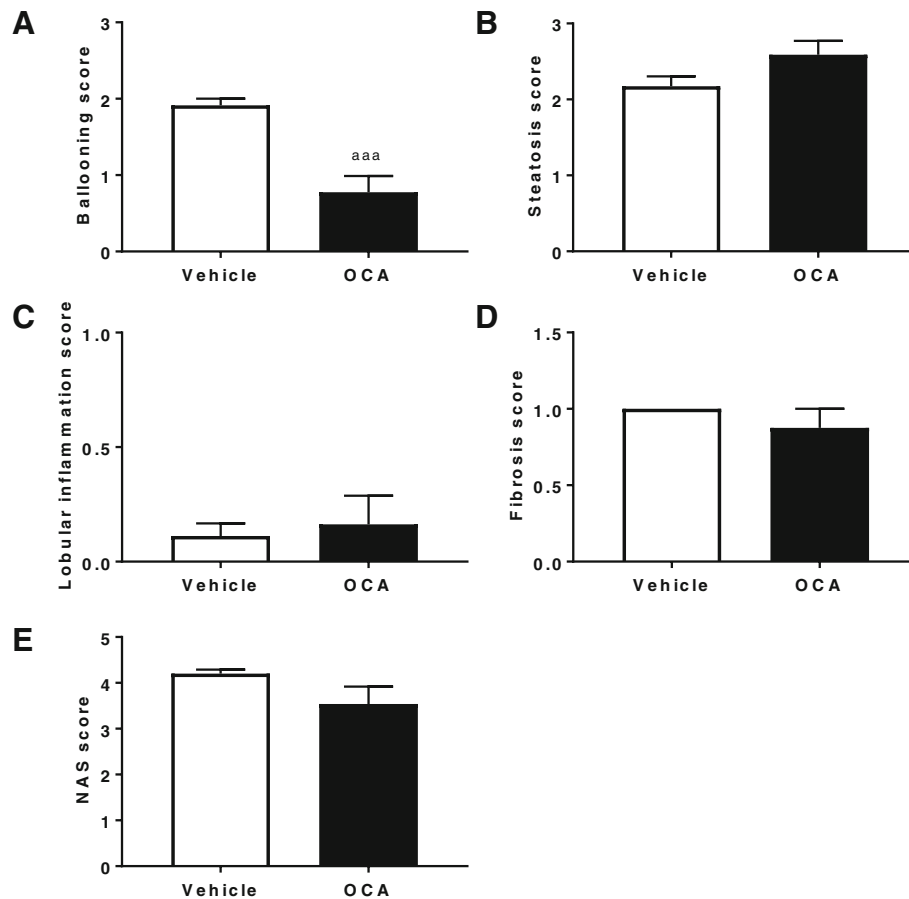 A
Ballooning score
3
2
1
0
aaa
Vehicle
OCA
B
Steatosis score
3
2
1
0
Vehicle
OCA
C
Lobular inflammation score
1.0
0.5
0.0
Vehicle
OCA
D
Fibrosis score
1.5
1.0
0.5
0.0
Vehicle
OCA
E
NAS score
5
4
3
2
1
0
Vehicle
OCA